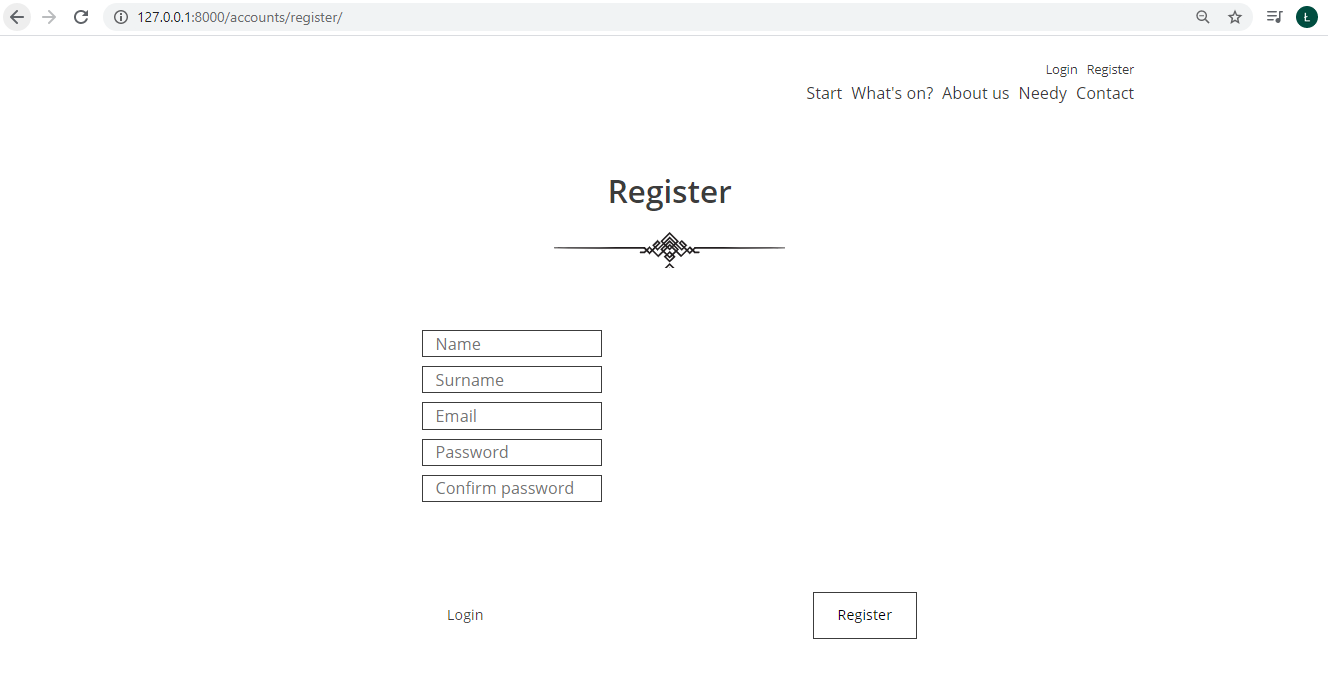 127.0.0.1:8000/accounts/register/
Ł
Login Register
Start What's on? About us Needy Contact
Register
Name
Surname
Email
Password
Confirm password
Login Register